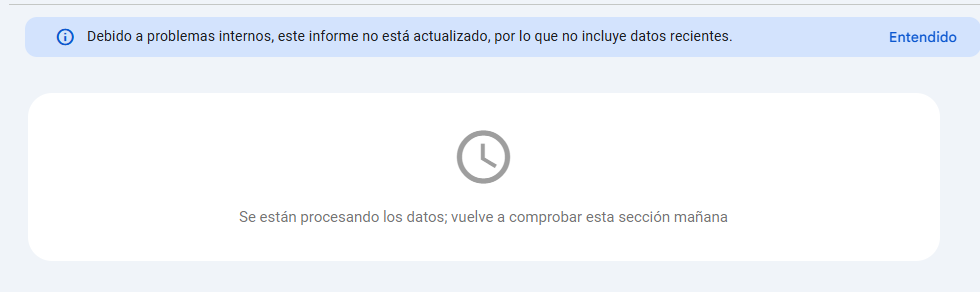 Debido a problemas internos, este informe no está actualizado, por lo que no incluye datos recientes.
Entendido
Se están procesando los datos; vuelve a comprobar esta sección mañana